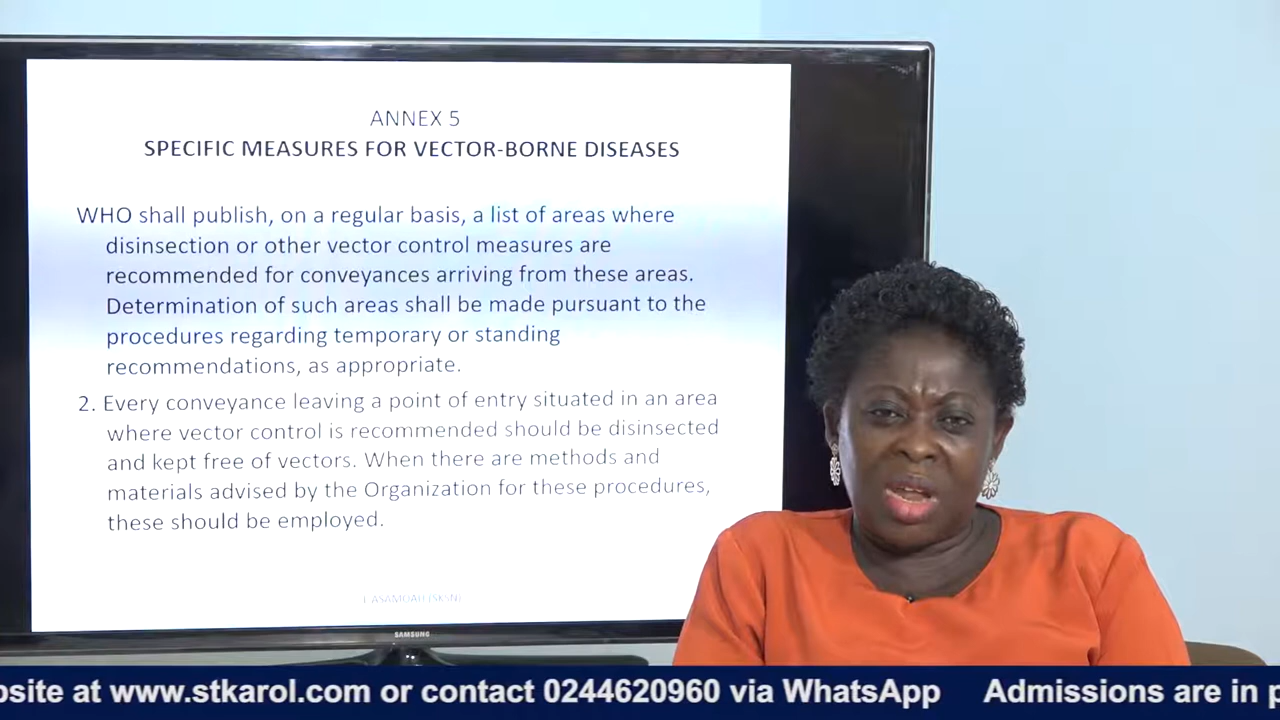 ANNEX 5
SPECIFIC MEASURES FOR VECTOR-BORNE DISEASES
WHO shall publish, on a regular basis, a list of areas where
disinsection or other vector control measures are
recommended for conveyances arriving from these areas.
Determination of such areas shall be made pursuant to the
procedures regarding temporary or standing
recommendations, as appropriate.
2. Every conveyance leaving a point of entry situated in an area
where vector control is recommended should be disinsected
and kept free of vectors. When there are methods and
materials advised by the Organization for these procedures,
these should be employed.
ASAMOAH (SKSN)
SAMSUNG
at www.stkarol.com or contact 0244620960 via WhatsApp Admissions are in